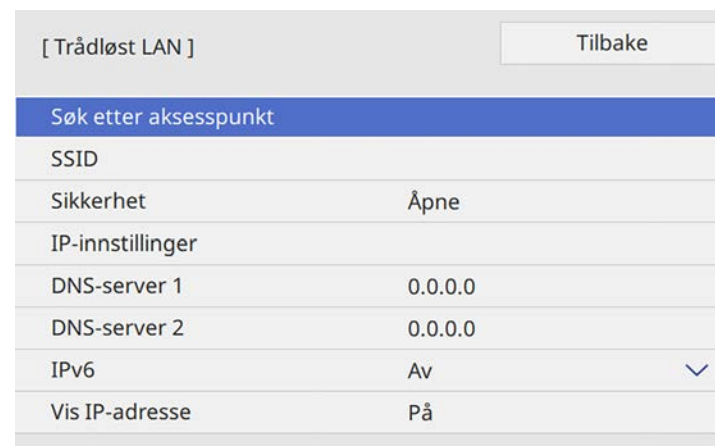 [ Trådløst LAN ] Tilbake
Søk etter aksesspunkt
SSID
Sikkerhet Åpne
IP-innstillinger
DNS-server 1 0.0.0.0
DNS-server 2 0.0.0.0
IPv6 Av
Vis IP-adresse På